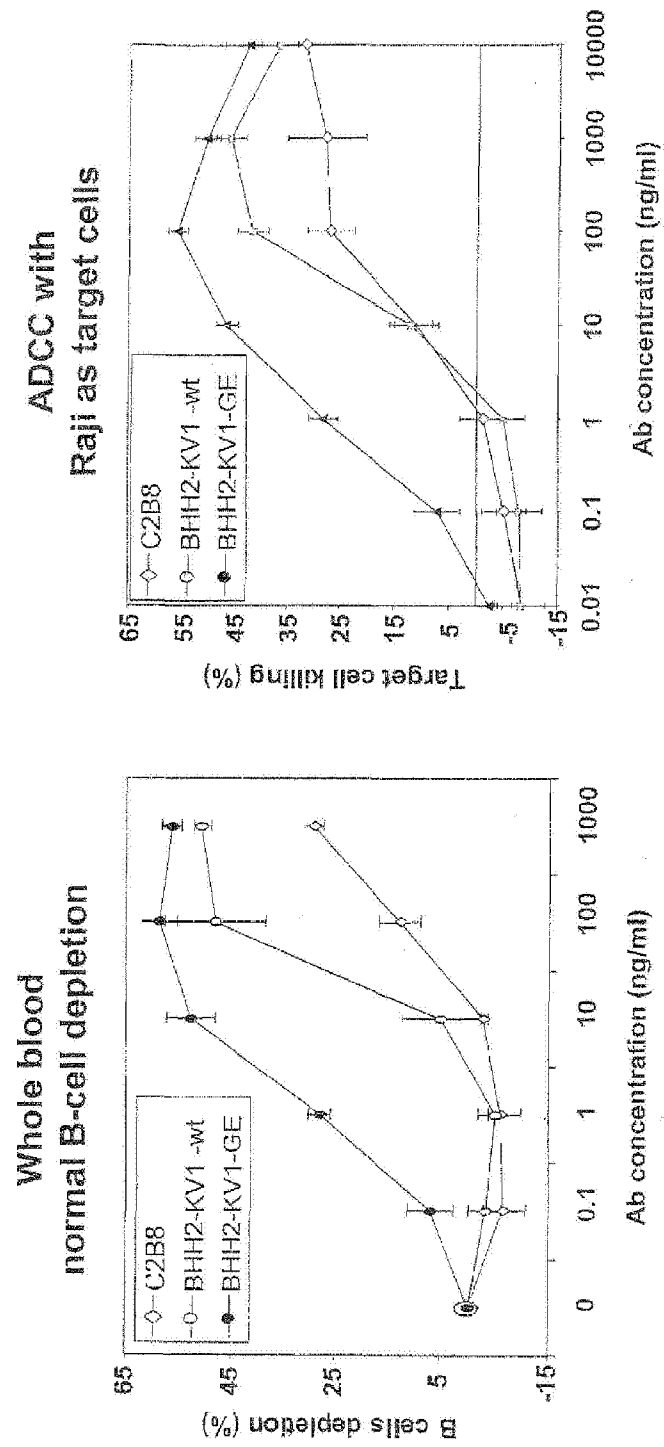 Whole blood
normal B-cell depletion
C2B8
BHH2-KV1 -wt
BHH2-KV1-GE
65
45
25
5
-15
B cells depletion (%)
0
0.1
1
10
100
1000
Ab concentration (ng/ml)
ADCC with
Raji as target cells
C2B8
BHH2-KV1 -wt
BHH2-KV1-GE
65
55
45
35
25
15
5
-5
-15
Target cell killing (%)
0.01
0.1
1
10
100
1000
10000
Ab concentration (ng/ml)